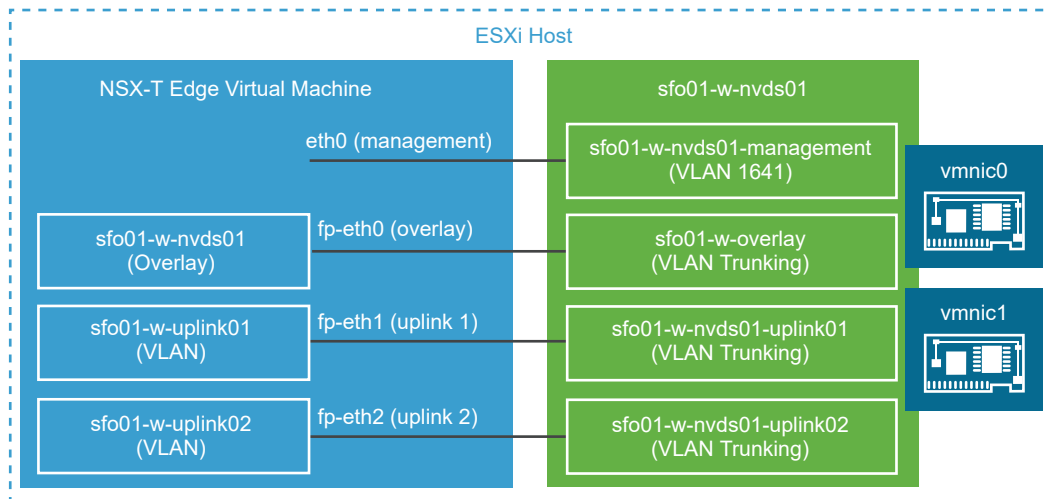 ESXi Host
NSX-T Edge Virtual Machine
sfo01-w-nvds01
eth0 (management)
sfo01-w-nvds01-management
(VLAN 1641)
vmnic0
sfo01-w-nvds01
(Overlay)
fp-eth0 (overlay)
sfo01-w-overlay
(VLAN Trunking)
vmnic1
sfo01-w-uplink01
(VLAN)
fp-eth1 (uplink 1)
sfo01-w-nvds01-uplink01
(VLAN Trunking)
sfo01-w-uplink02
(VLAN)
fp-eth2 (uplink 2)
sfo01-w-nvds01-uplink02
(VLAN Trunking)